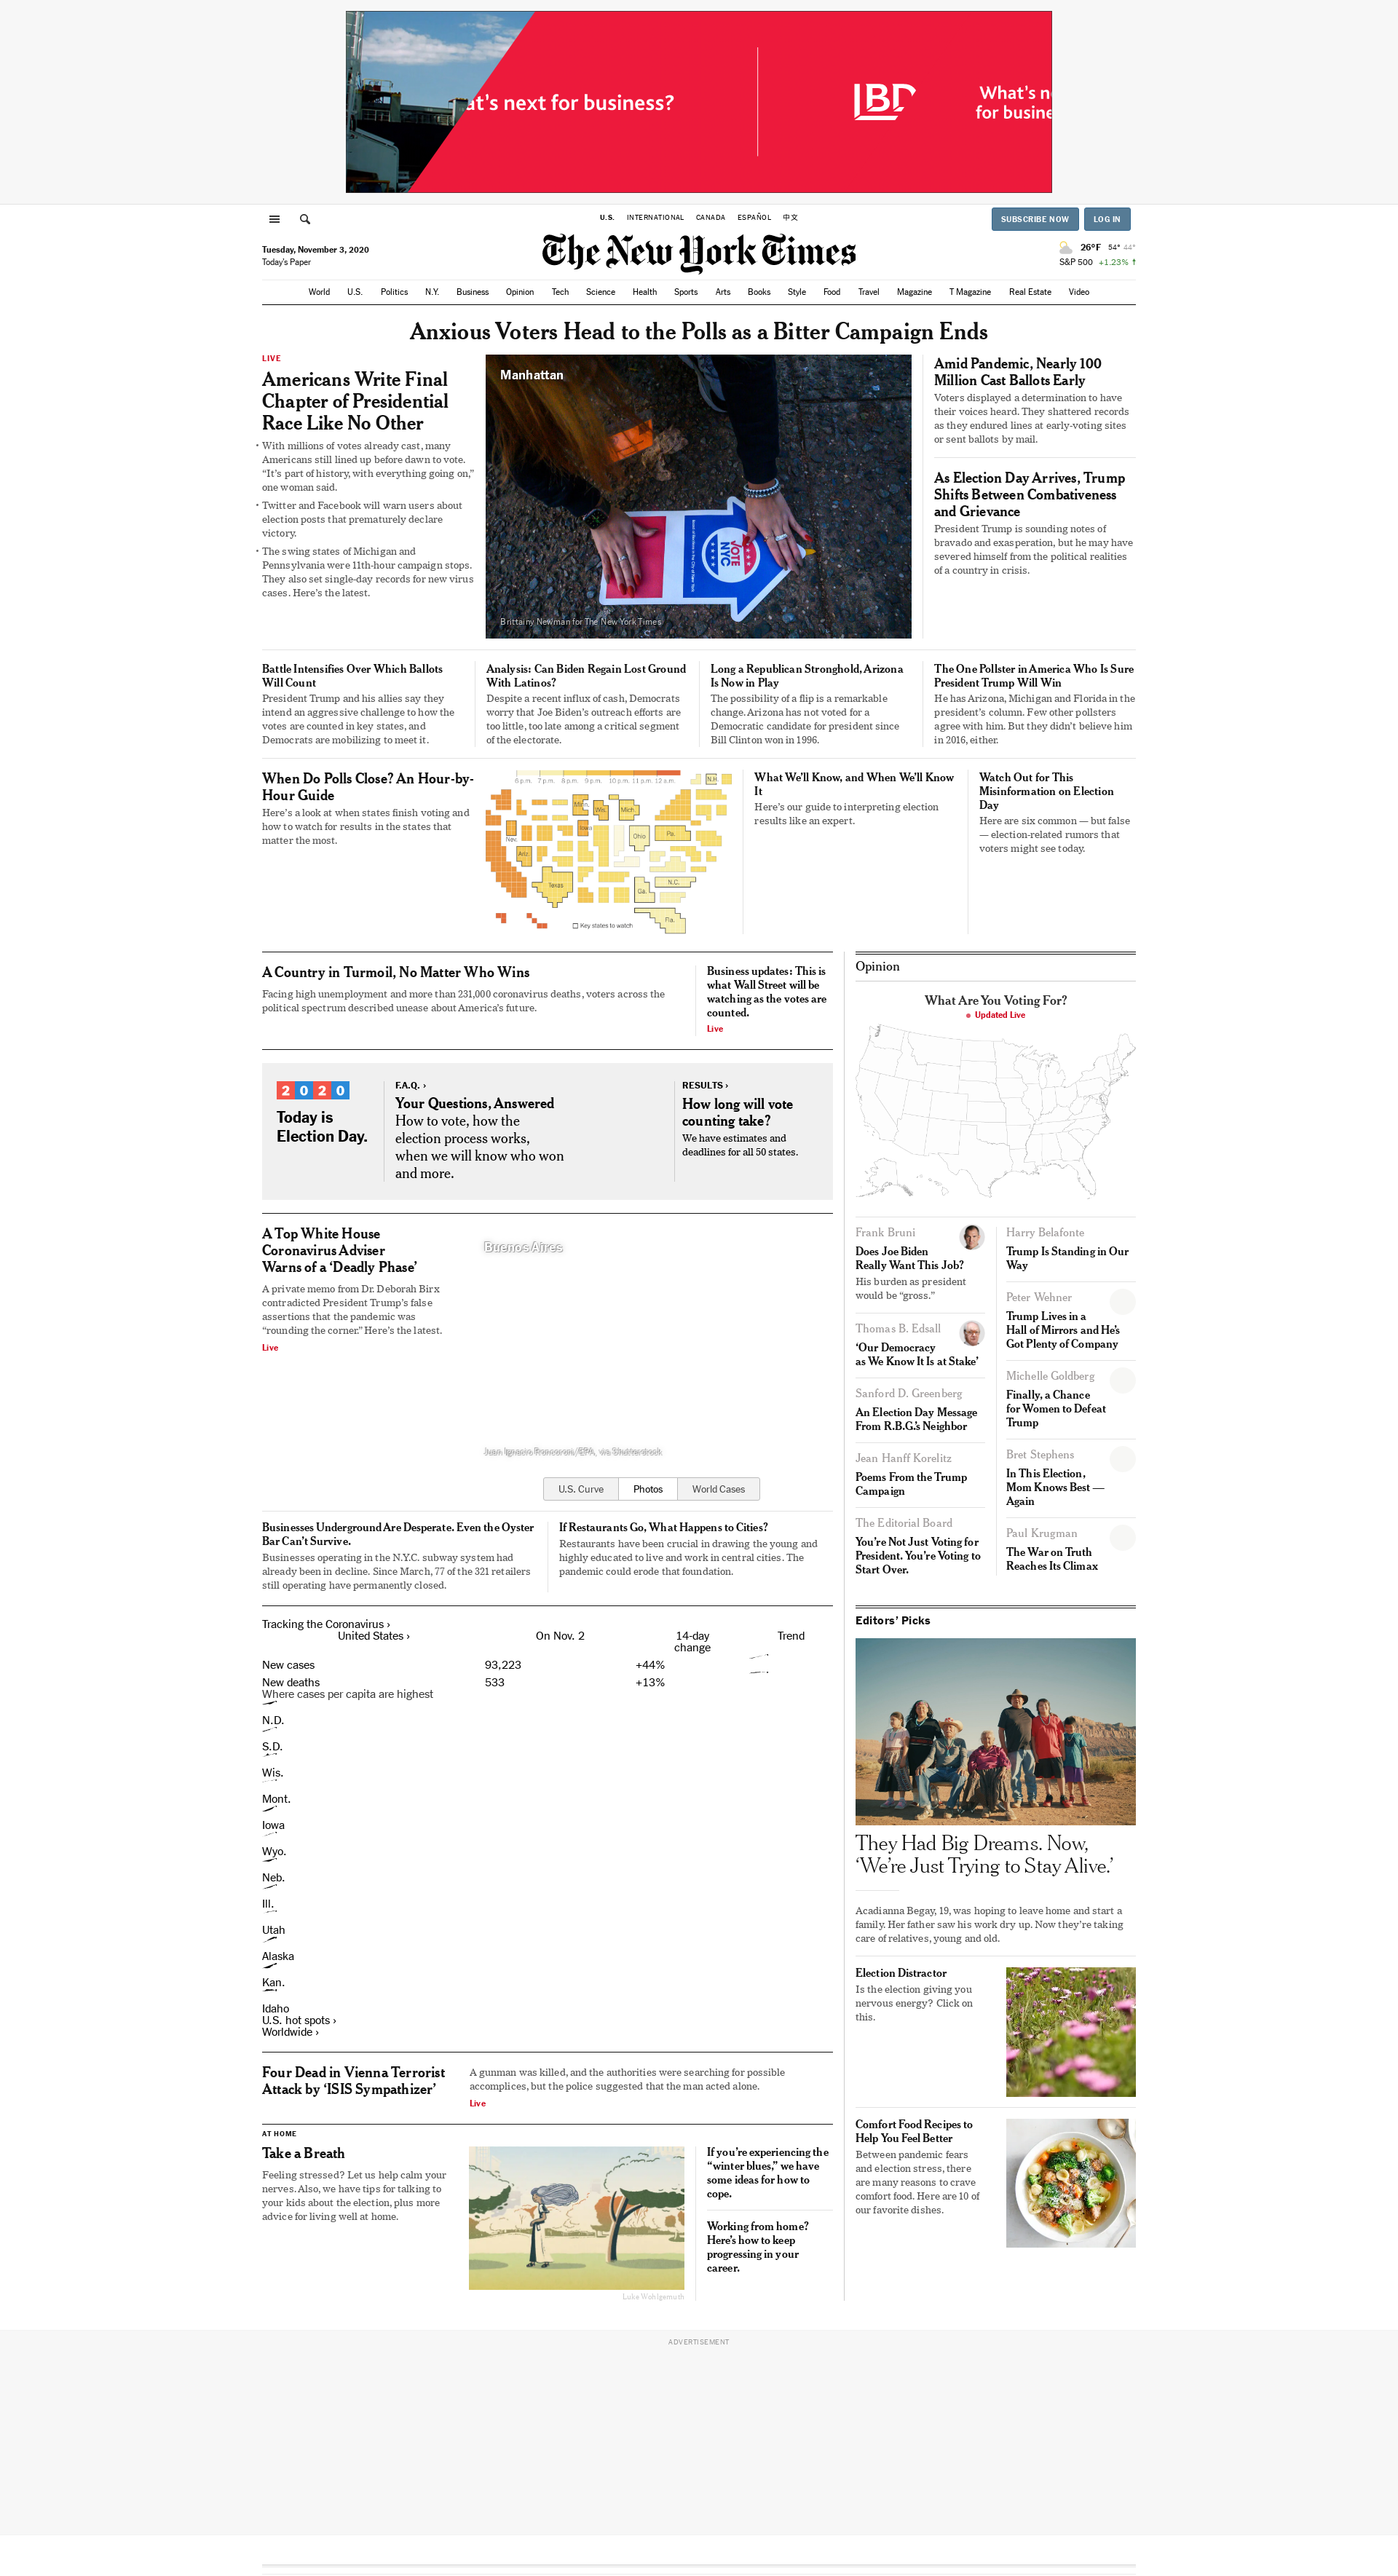 at's next for business?
What's n
for busine
U.S. INTERNATIONAL CANADA ESPAÑOL 中文
SUBSCRIBE NOW LOG IN
Tuesday, November 3, 2020
Today's Paper
The New York Times
26°F 54° 44°
S&P 500 +1.23% ↑
World U.S. Politics N.Y. Business Opinion Tech Science Health Sports Arts Books Style Food Travel Magazine T Magazine Real Estate Video
Anxious Voters Head to the Polls as a Bitter Campaign Ends
LIVE
Americans Write Final
Chapter of Presidential
Race Like No Other
• With millions of votes already cast, many
Americans still lined up before dawn to vote.
“It’s part of history, with everything going on,”
one woman said.
• Twitter and Facebook will warn users about
election posts that prematurely declare
victory.
• The swing states of Michigan and
Pennsylvania were 11th-hour campaign stops.
They also set single-day records for new virus
cases. Here’s the latest.
Manhattan
VOTE
NYC
Brittainy Newman for The New York Times
Amid Pandemic, Nearly 100
Million Cast Ballots Early
Voters displayed a determination to have
their voices heard. They shattered records
as they endured lines at early-voting sites
or sent ballots by mail.
As Election Day Arrives, Trump
Shifts Between Combativeness
and Grievance
President Trump is sounding notes of
bravado and exasperation, but he may have
severed himself from the political realities
of a country in crisis.
Battle Intensifies Over Which Ballots
Will Count
President Trump and his allies say they
intend an aggressive challenge to how the
votes are counted in key states, and
Democrats are mobilizing to meet it.
Analysis: Can Biden Regain Lost Ground
With Latinos?
Despite a recent influx of cash, Democrats
worry that Joe Biden’s outreach efforts are
too little, too late among a critical segment
of the electorate.
Long a Republican Stronghold, Arizona
Is Now in Play
The possibility of a flip is a remarkable
change. Arizona has not voted for a
Democratic candidate for president since
Bill Clinton won in 1996.
The One Pollster in America Who Is Sure
President Trump Will Win
He has Arizona, Michigan and Florida in the
president’s column. Few other pollsters
agree with him. But they didn’t believe him
in 2016, either.
When Do Polls Close? An Hour-by-
Hour Guide
Here’s a look at when states finish voting and
how to watch for results in the states that
matter the most.
6 p.m. 7 p.m. 8 p.m. 9 p.m. 10 p.m. 11 p.m. 12 a.m.
N.H.
Minn. Wis. Mich.
Nev. Iowa Ohio Pa.
Ariz.
Texas Ga. N.C.
Fla.
Key states to watch
What We’ll Know, and When We’ll Know
It
Here’s our guide to interpreting election
results like an expert.
Watch Out for This
Misinformation on Election
Day
Here are six common — but false
— election-related rumors that
voters might see today.
A Country in Turmoil, No Matter Who Wins
Facing high unemployment and more than 231,000 coronavirus deaths, voters across the
political spectrum described unease about America’s future.
Business updates: This is
what Wall Street will be
watching as the votes are
counted.
Live
2020
Today is
Election Day.
F.A.Q. ›
Your Questions, Answered
How to vote, how the
election process works,
when we will know who won
and more.
RESULTS ›
How long will vote
counting take?
We have estimates and
deadlines for all 50 states.
A Top White House
Coronavirus Adviser
Warns of a ‘Deadly Phase’
A private memo from Dr. Deborah Birx
contradicted President Trump’s false
assertions that the pandemic was
“rounding the corner.” Here’s the latest.
Live
Buenos Aires
Juan Ignacio Roncoroni/EPA, via Shutterstock
U.S. Curve Photos World Cases
Businesses Underground Are Desperate. Even the Oyster
Bar Can’t Survive.
Businesses operating in the N.Y.C. subway system had
already been in decline. Since March, 77 of the 321 retailers
still operating have permanently closed.
If Restaurants Go, What Happens to Cities?
Restaurants have been crucial in drawing the young and
highly educated to live and work in central cities. The
pandemic could erode that foundation.
Tracking the Coronavirus ›
United States › On Nov. 2 14-day
change Trend
New cases 93,223 +44%
New deaths 533 +13%
Where cases per capita are highest
N.D.
S.D.
Wis.
Mont.
Iowa
Wyo.
Neb.
Ill.
Utah
Alaska
Kan.
Idaho
U.S. hot spots ›
Worldwide ›
Four Dead in Vienna Terrorist
Attack by ‘ISIS Sympathizer’
A gunman was killed, and the authorities were searching for possible
accomplices, but the police suggested that the man acted alone.
Live
AT HOME
Take a Breath
Feeling stressed? Let us help calm your
nerves. Also, we have tips for talking to
your kids about the election, plus more
advice for living well at home.
Luke Wohlgemuth
If you’re experiencing the
“winter blues,” we have
some ideas for how to
cope.
Working from home?
Here’s how to keep
progressing in your
career.
Opinion
What Are You Voting For?
Updated Live
Frank Bruni
Does Joe Biden
Really Want This Job?
His burden as president
would be “gross.”
Thomas B. Edsall
‘Our Democracy
as We Know It Is at Stake’
Sanford D. Greenberg
An Election Day Message
From R.B.G.’s Neighbor
Jean Hanff Korelitz
Poems From the Trump
Campaign
The Editorial Board
You’re Not Just Voting for
President. You’re Voting to
Start Over.
Harry Belafonte
Trump Is Standing in Our
Way
Peter Wehner
Trump Lives in a
Hall of Mirrors and He’s
Got Plenty of Company
Michelle Goldberg
Finally, a Chance
for Women to Defeat
Trump
Bret Stephens
In This Election,
Mom Knows Best —
Again
Paul Krugman
The War on Truth
Reaches Its Climax
Editors’ Picks
They Had Big Dreams. Now,
‘We’re Just Trying to Stay Alive.’
Acadianna Begay, 19, was hoping to leave home and start a
family. Her father saw his work dry up. Now they’re taking
care of relatives, young and old.
Election Distractor
Is the election giving you
nervous energy? Click on
this.
Comfort Food Recipes to
Help You Feel Better
Between pandemic fears
and election stress, there
are many reasons to crave
comfort food. Here are 10 of
our favorite dishes.
ADVERTISEMENT